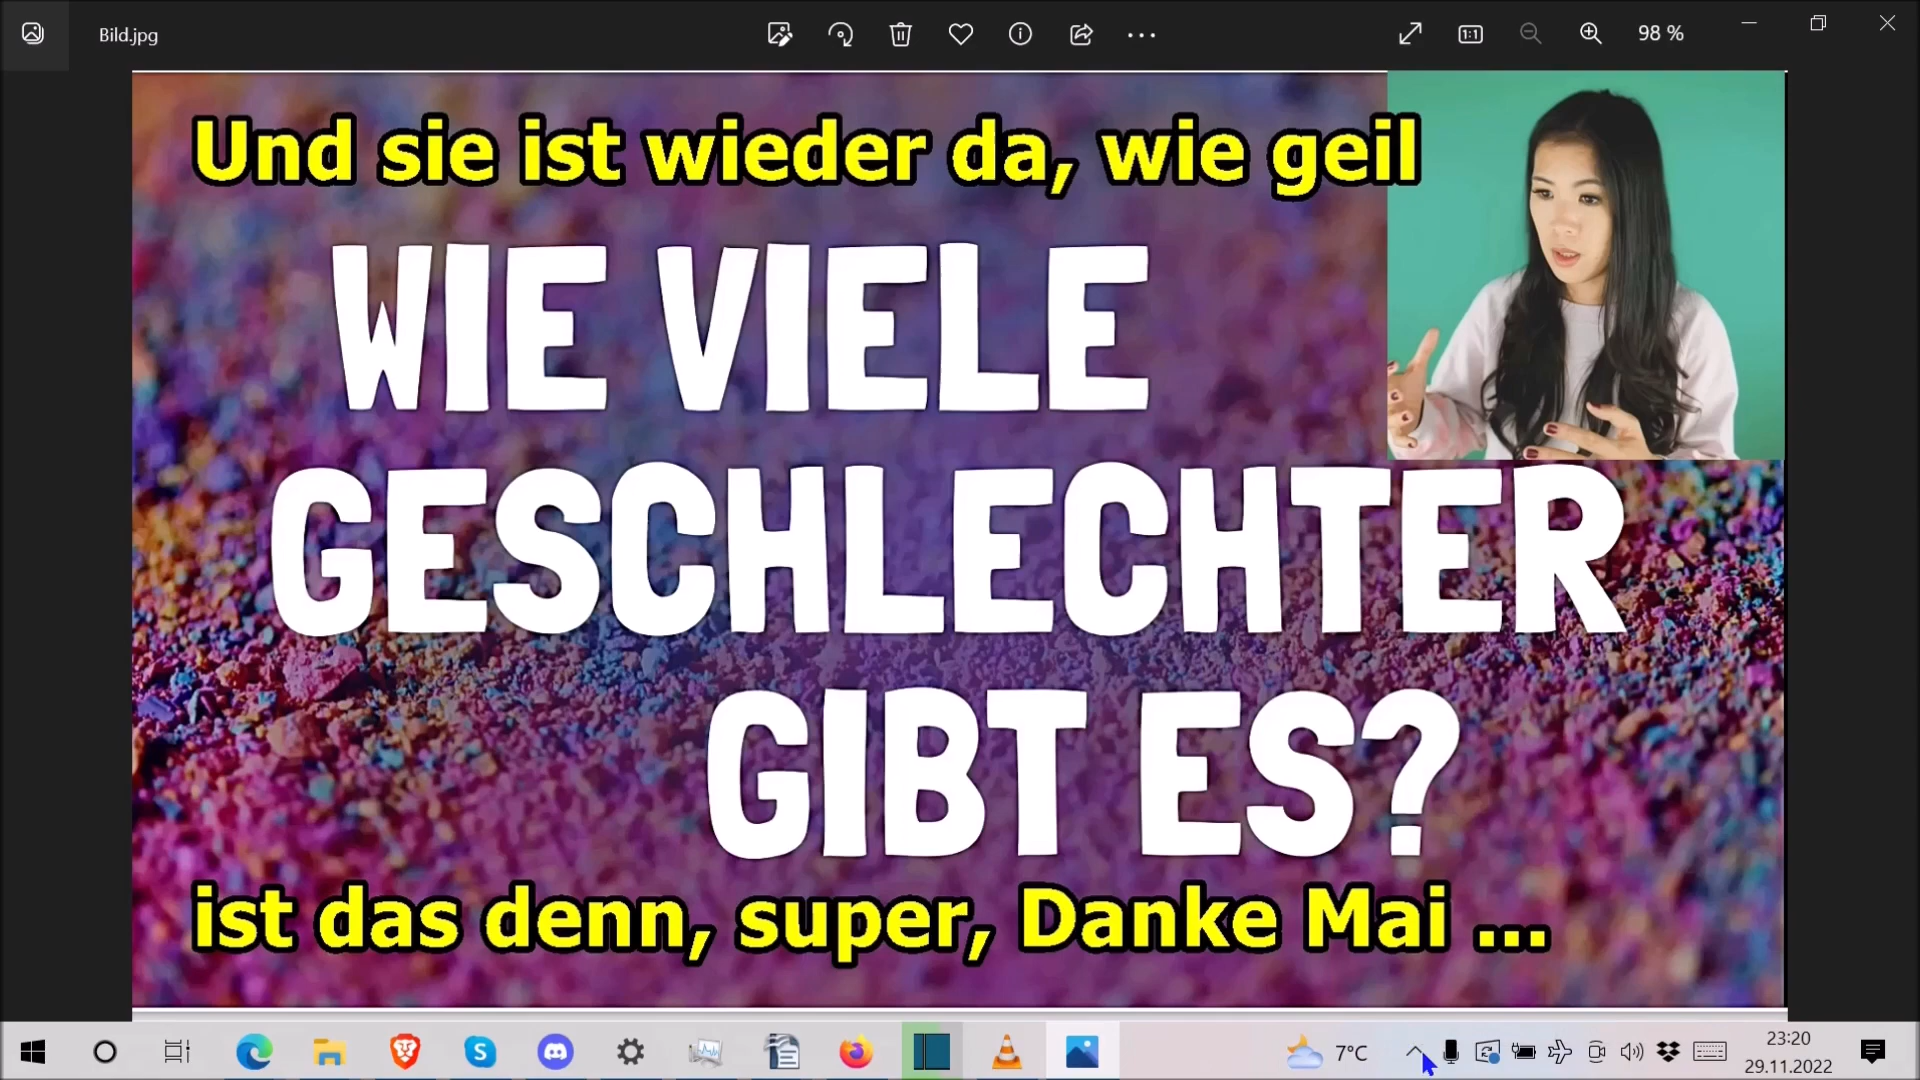 Bild.jpg
98 %
Und sie ist wieder da, wie geil
WIE VIELE
GESCHLECHTER
GIBT ES?
ist das denn, super, Danke Mai ...
7°C
23:20
29.11.2022